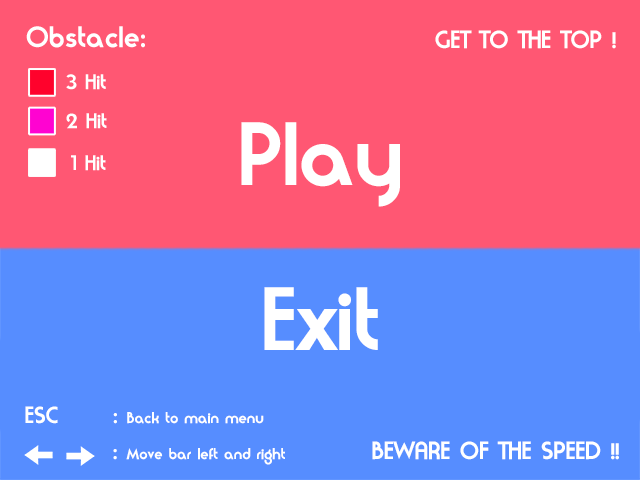 Obstacle:
GET TO THE TOP !
3 Hit
2 Hit
1 Hit
Play
Exit
ESC : Back to main menu
: Move bar left and right
BEWARE OF THE SPEED !!